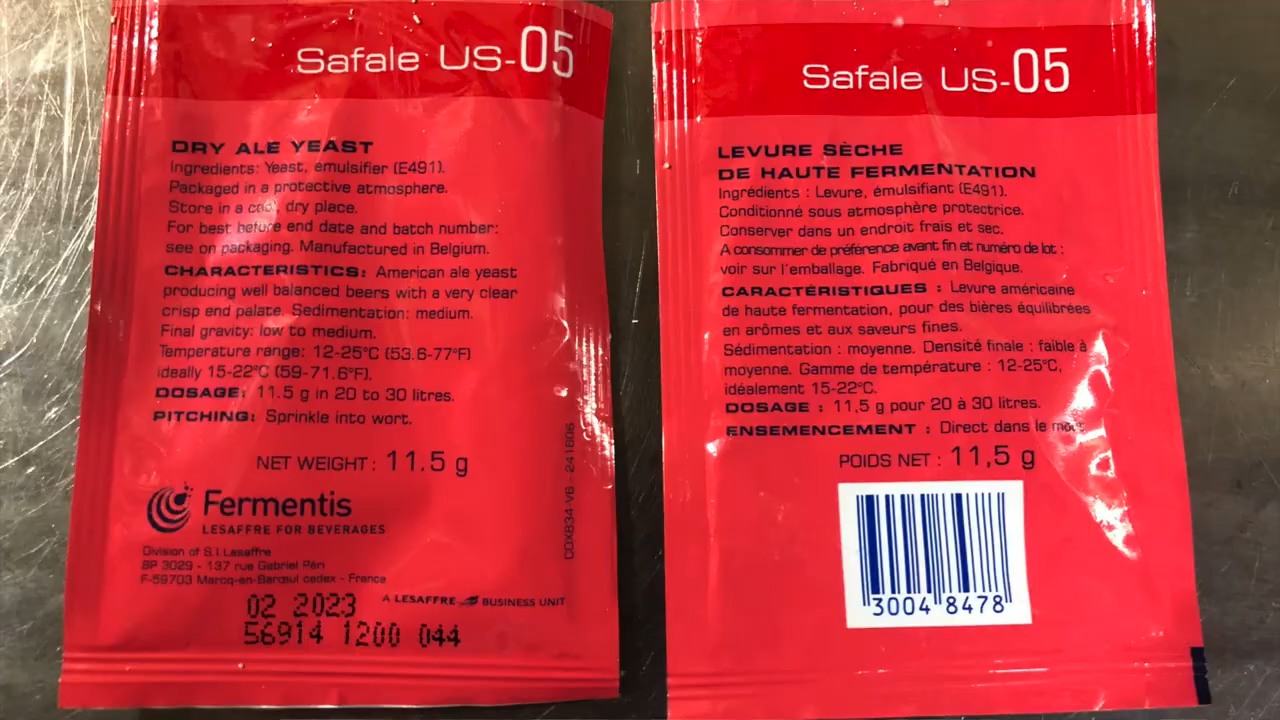 Safale US-05
DRY ALE YEAST
Ingredients: Yeast, emulsifier (E491).
Packaged in a protective atmosphere.
Store in a cool, dry place.
For best before end date and batch number:
see on packaging. Manufactured in Belgium.
CHARACTERISTICS: American ale yeast
producing well balanced beers with a very clear
crisp end palate. Sedimentation: medium.
Final gravity: low to medium.
Temperature range: 12-25°C (53.6-77°F)
ideally 15-22°C (59-71.6°F).
DOSAGE: 11.5 g in 20 to 30 litres.
PITCHING: Sprinkle into wort.
NET WEIGHT : 11.5 g
Fermentis
LESAFFRE FOR BEVERAGES
Division of S.I.Lesaffre
BP 3029 - 137 rue Gabriel Péri
F-59703 Marcq-en-Barœul cedex - France
A LESAFFRE BUSINESS UNIT
02 2023
56914 1200 044
CDX834-V6 - 241606
Safale US-05
LEVURE SÈCHE
DE HAUTE FERMENTATION
Ingrédients : Levure, émulsifiant (E491).
Conditionné sous atmosphère protectrice.
Conserver dans un endroit frais et sec.
A consommer de préférence avant fin et numéro de lot :
voir sur l'emballage. Fabriqué en Belgique.
CARACTÉRISTIQUES : Levure américaine
de haute fermentation, pour des bières équilibrées
en arômes et aux saveurs fines.
Sédimentation : moyenne. Densité finale : faible à
moyenne. Gamme de température : 12-25°C,
idéalement 15-22°C.
DOSAGE : 11,5 g pour 20 à 30 litres.
ENSEMENCEMENT : Direct dans le
POIDS NET : 11,5 g
3004 8478